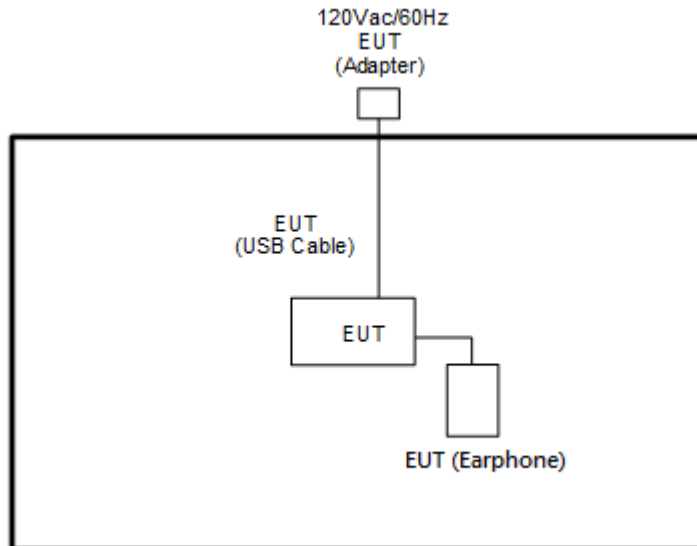 120Vac/60Hz
EUT
(Adapter)
EUT
(USB Cable)
EUT
EUT (Earphone)